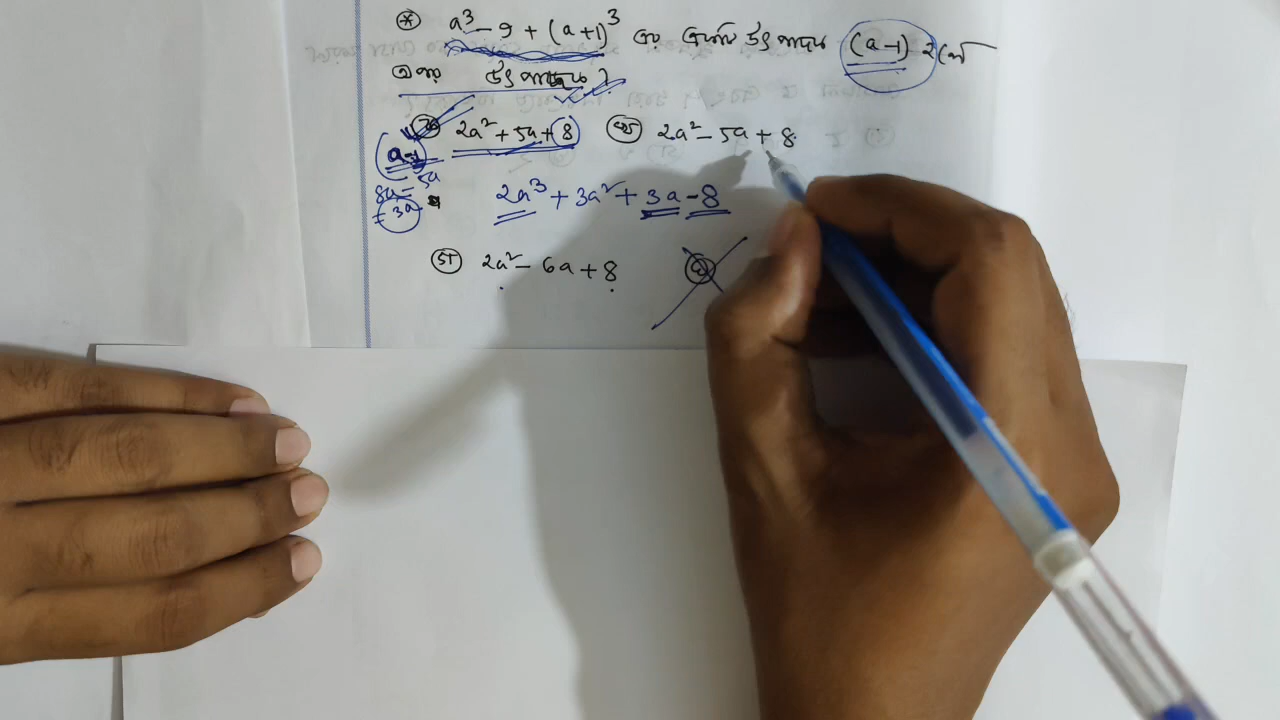 * a³ - 9 + (a+1)³ এর একটি উৎপাদক (a-1) হলে
অপর উৎপাদক ?
ক 2a² + 5a + 8 খ 2a² - 5a + 8
(a-1)
8a - 5a
= 3a
2a³ + 3a² + 3a - 8
গ 2a² - 6a + 8 ঘ